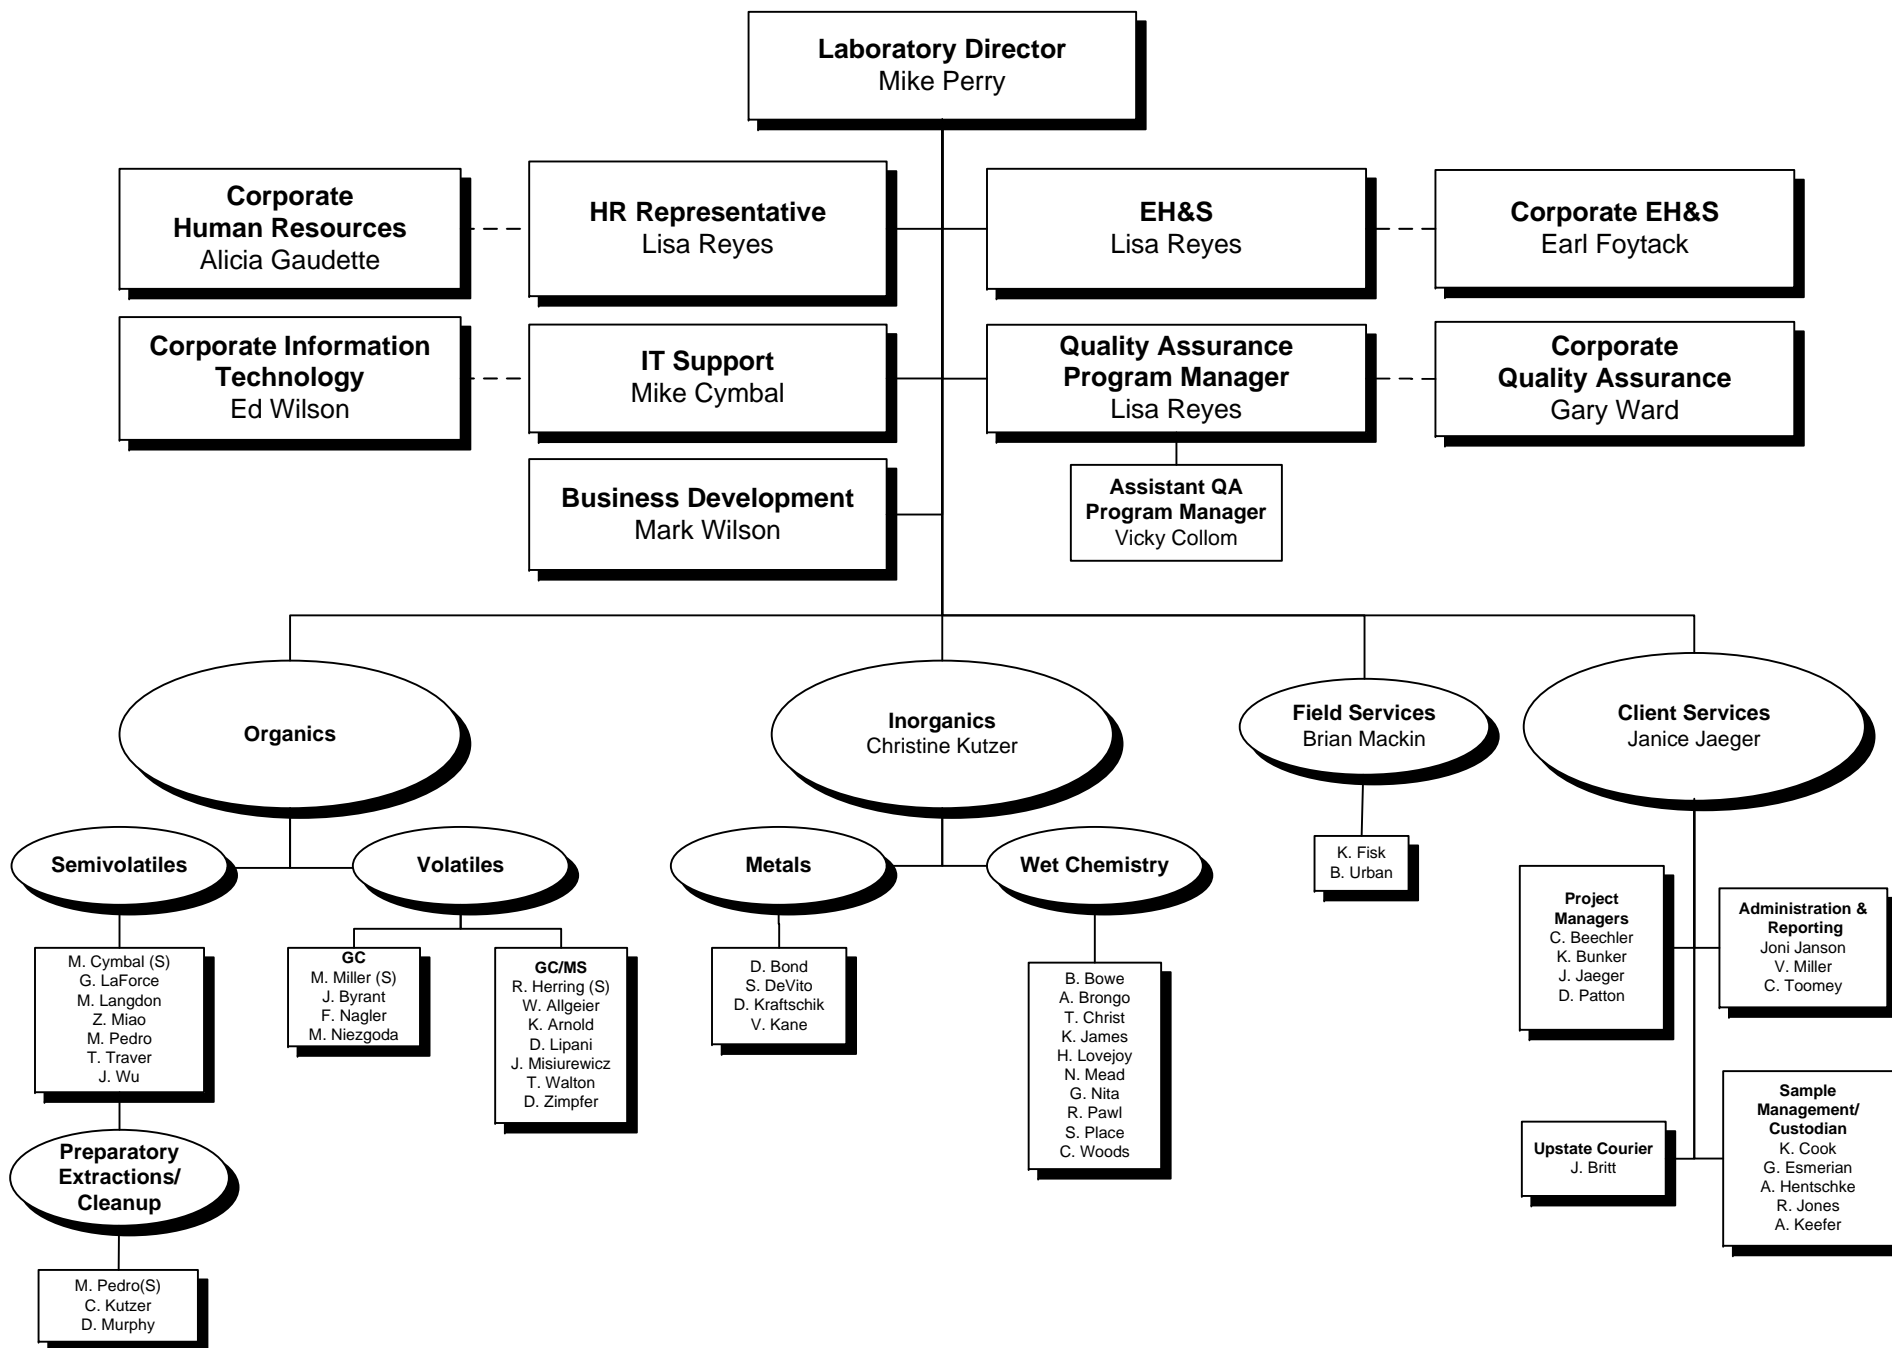 Laboratory Director
Mike Perry
Corporate
Human Resources
Alicia Gaudette
HR Representative
Lisa Reyes
EH&S
Lisa Reyes
Corporate EH&S
Earl Foytack
Corporate Information
Technology
Ed Wilson
IT Support
Mike Cymbal
Quality Assurance
Program Manager
Lisa Reyes
Corporate
Quality Assurance
Gary Ward
Business Development
Mark Wilson
Assistant QA
Program Manager
Vicky Collom
Organics
Inorganics
Christine Kutzer
Field Services
Brian Mackin
Client Services
Janice Jaeger
Semivolatiles
Volatiles
Metals
Wet Chemistry
K. Fisk
B. Urban
Project
Managers
C. Beechler
K. Bunker
J. Jaeger
D. Patton
Administration &
Reporting
Joni Janson
V. Miller
C. Toomey
M. Cymbal (S)
G. LaForce
M. Langdon
Z. Miao
M. Pedro
T. Traver
J. Wu
GC
M. Miller (S)
J. Byrant
F. Nagler
M. Niezgoda
GC/MS
R. Herring (S)
W. Allgeier
K. Arnold
D. Lipani
J. Misiurewicz
T. Walton
D. Zimpfer
D. Bond
S. DeVito
D. Kraftschik
V. Kane
B. Bowe
A. Brongo
T. Christ
K. James
H. Lovejoy
N. Mead
G. Nita
R. Pawl
S. Place
C. Woods
Upstate Courier
J. Britt
Sample
Management/
Custodian
K. Cook
G. Esmerian
A. Hentschke
R. Jones
A. Keefer
Preparatory
Extractions/
Cleanup
M. Pedro(S)
C. Kutzer
D. Murphy